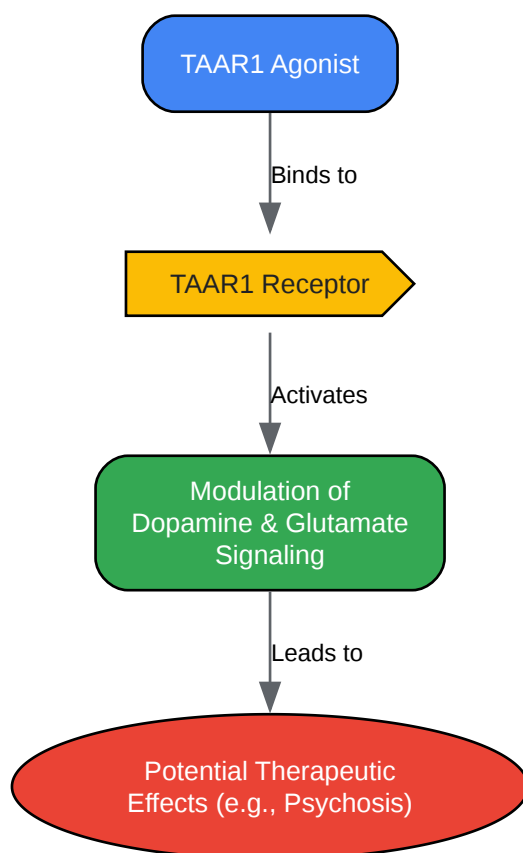 TAAR1 Agonist
Binds to
TAAR1 Receptor
Activates
Modulation of
Dopamine & Glutamate
Signaling
Leads to
Potential Therapeutic
Effects (e.g., Psychosis)